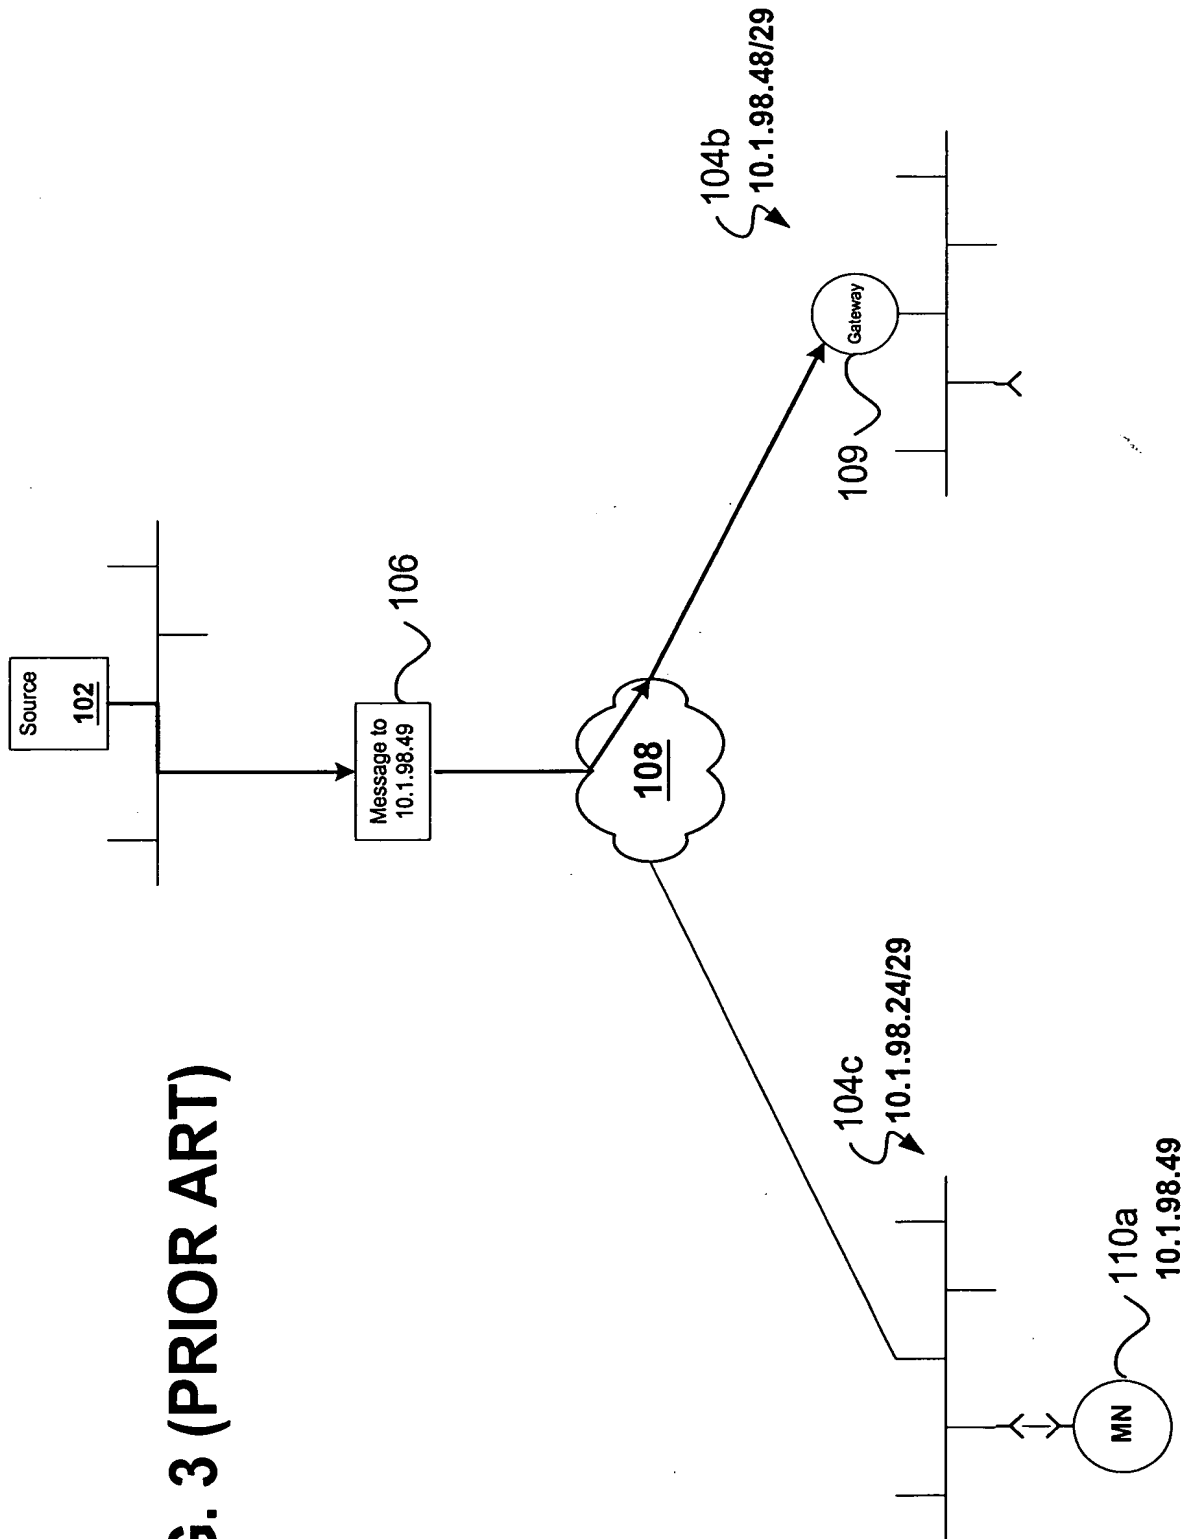 G. 3 (PRIOR ART)
Source
102
Message to
10.1.98.49
106
108
104b
10.1.98.48/29
Gateway
109
104c
10.1.98.24/29
MN
110a
10.1.98.49